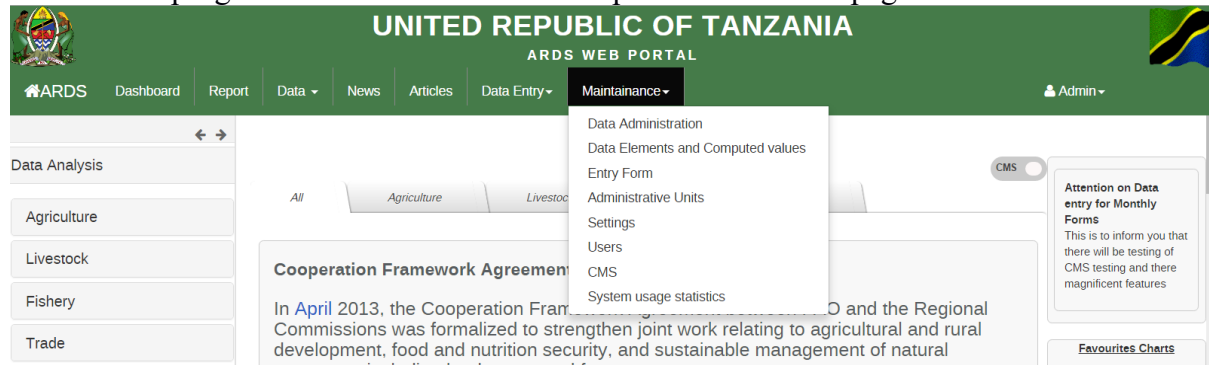 UNITED REPUBLIC OF TANZANIA
ARDS WEB PORTAL
ARDS Dashboard Report Data News Articles Data Entry Maintainance Admin
Data Administration
Data Elements and Computed values
Entry Form
Administrative Units
Settings
Users
CMS
System usage statistics
Data Analysis
Agriculture
Livestock
Fishery
Trade
All Agriculture Livestoc
CMS
Cooperation Framework Agreement
In April 2013, the Cooperation Fram O and the Regional
Commissions was formalized to strengthen joint work relating to agricultural and rural
development, food and nutrition security, and sustainable management of natural
Attention on Data
entry for Monthly
Forms
This is to inform you that
there will be testing of
CMS testing and there
magnificent features
Favourites Charts